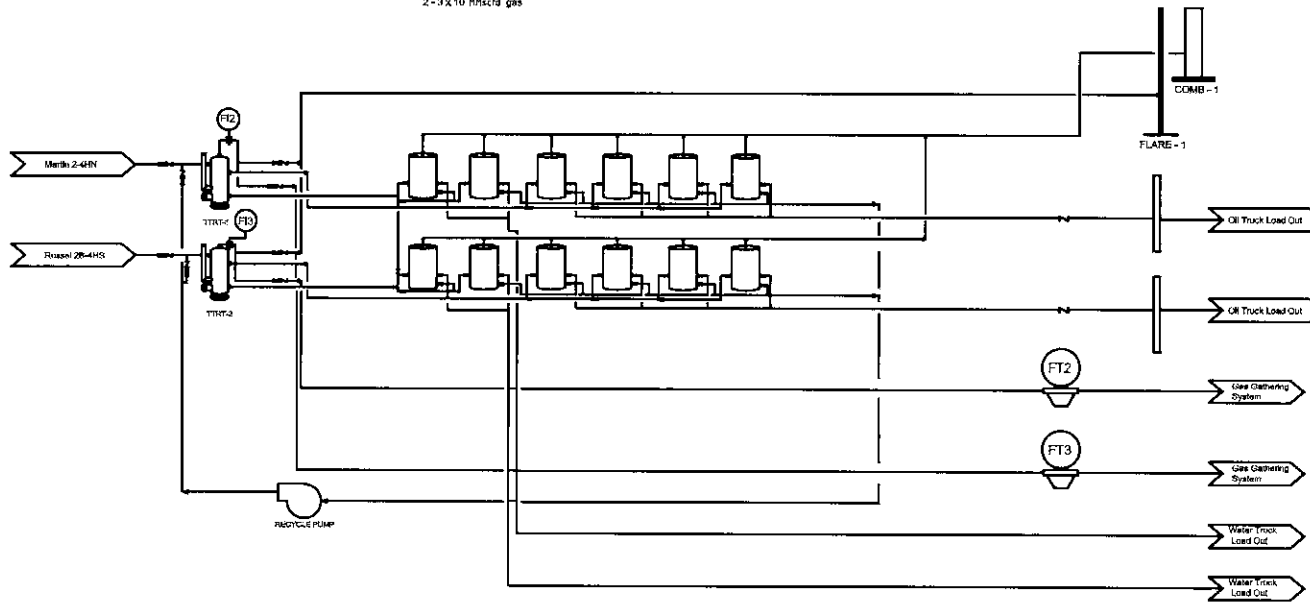 COMB - 1
FLARE - 1
FI2
Martin 2-4HN
TTRT-1
FI3
Russel 28-4HS
TTRT-2
Oil Truck Load Out
Oil Truck Load Out
FT2
Gas Gathering
System
FT3
Gas Gathering
System
RECYCLE PUMP
Water Truck
Load Out
Water Truck
Load Out